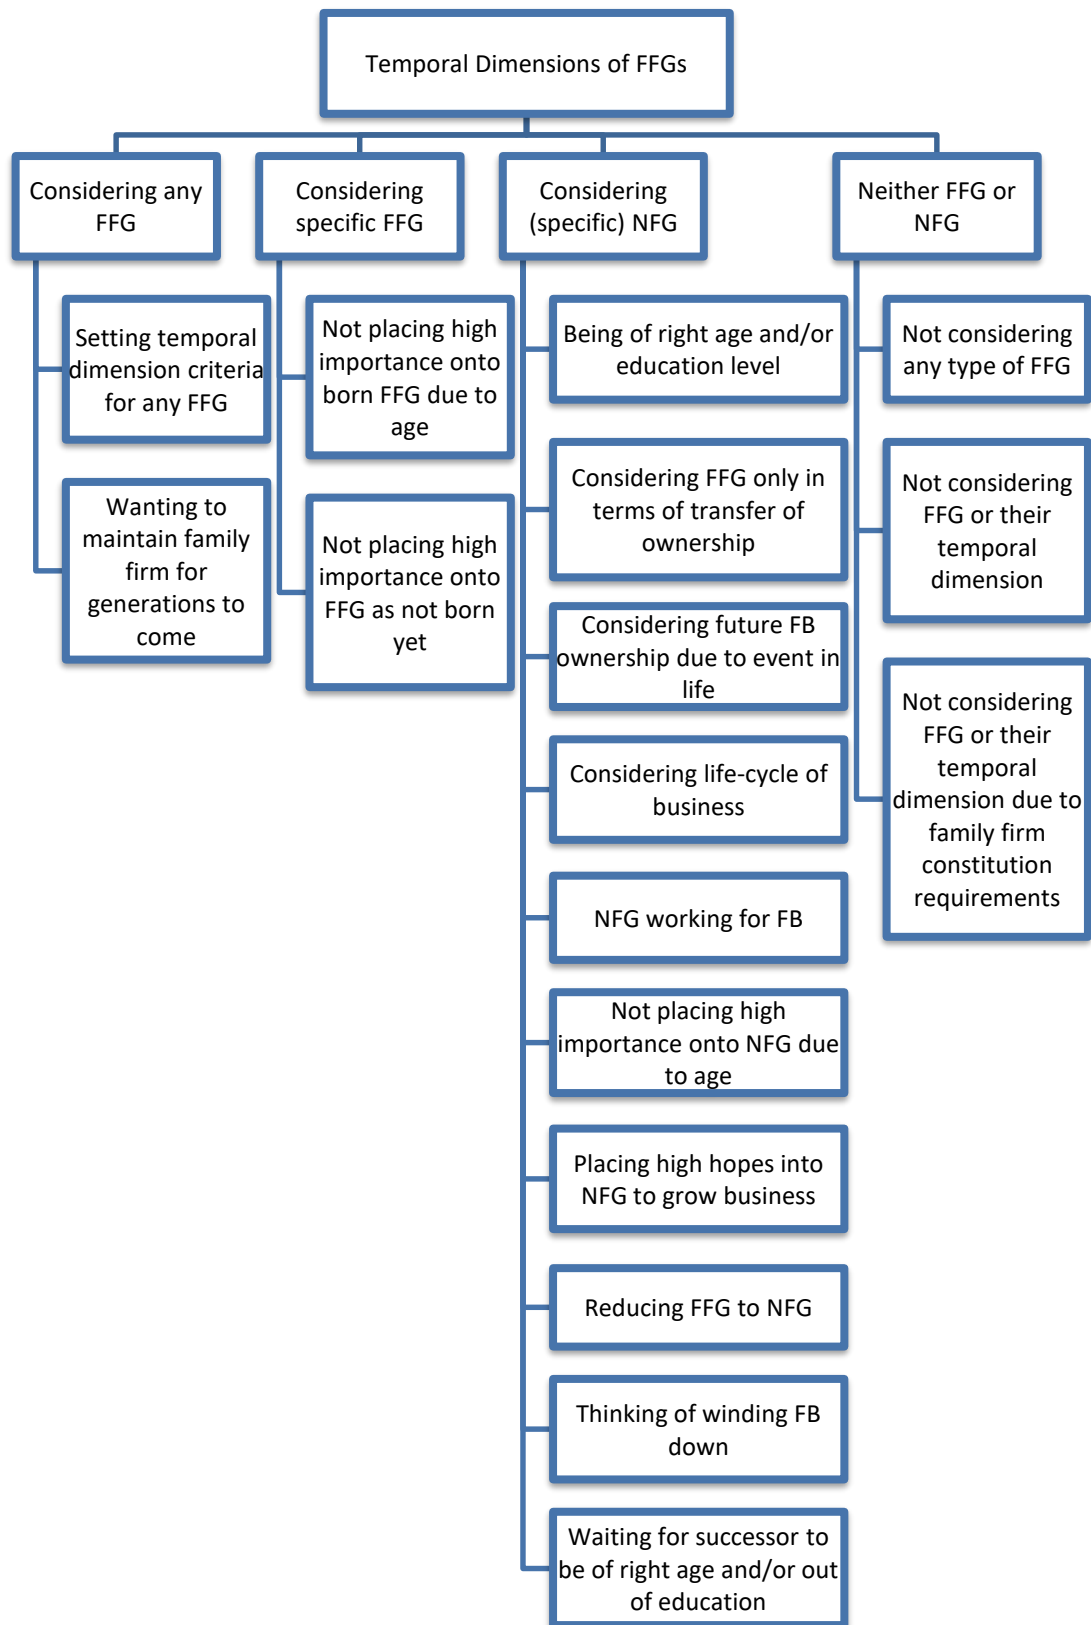 Temporal Dimensions of FFGs
Considering any
FFG
Setting temporal
dimension criteria
for any FFG
Wanting to
maintain family
firm for
generations to
come
Considering
specific FFG
Not placing high
importance onto
born FFG due to
age
Not placing high
importance onto
FFG as not born
yet
Considering
(specific) NFG
Being of right age and/or
education level
Considering FFG only in
terms of transfer of
ownership
Considering future FB
ownership due to event in
life
Considering life-cycle of
business
NFG working for FB
Not placing high
importance onto NFG due
to age
Placing high hopes into
NFG to grow business
Reducing FFG to NFG
Thinking of winding FB
down
Waiting for successor to
be of right age and/or out
of education
Neither FFG or
NFG
Not considering
any type of FFG
Not considering
FFG or their
temporal
dimension
Not considering
FFG or their
temporal
dimension due to
family firm
constitution
requirements